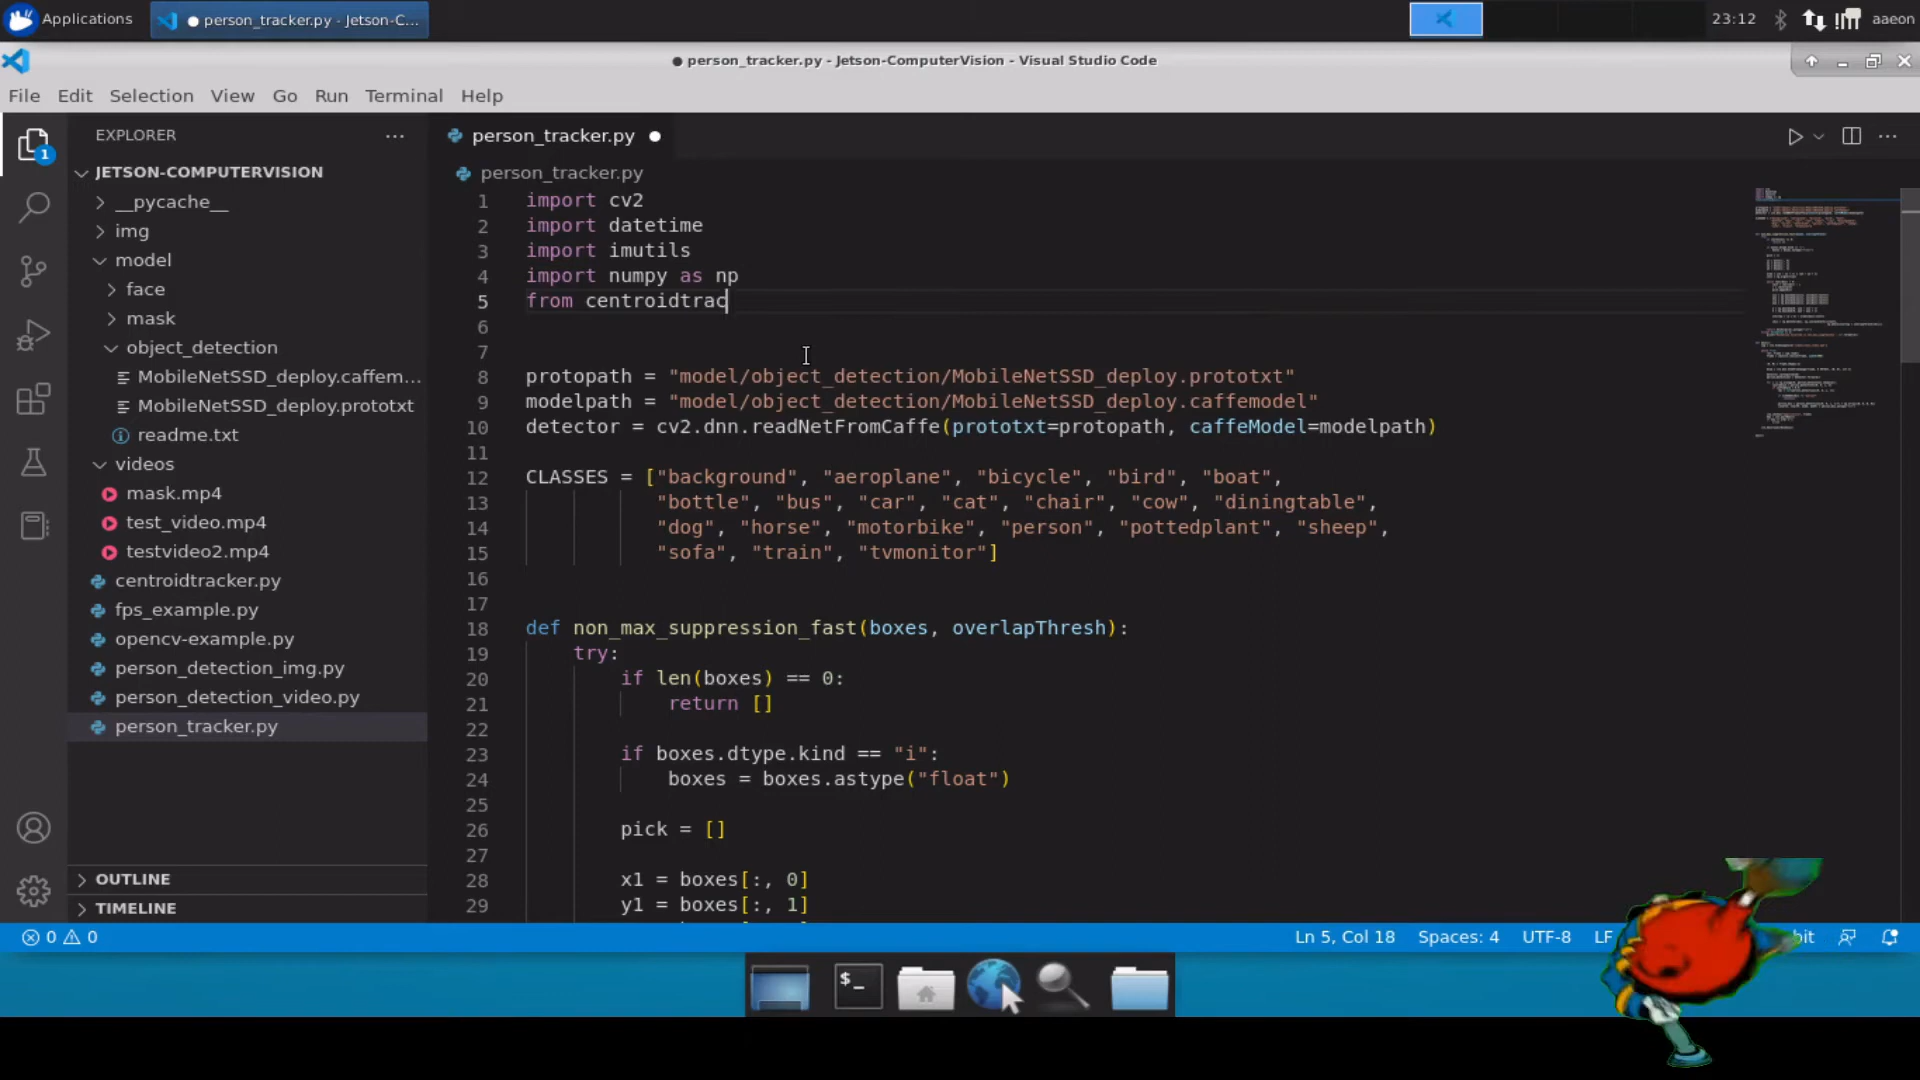 Applications
person_tracker.py - Jetson-C...
23:12
aaeon
person_tracker.py - Jetson-ComputerVision - Visual Studio Code
File Edit Selection View Go Run Terminal Help
EXPLORER
1
JETSON-COMPUTERVISION
__pycache__
img
model
face
mask
object_detection
MobileNetSSD_deploy.caffem...
MobileNetSSD_deploy.prototxt
readme.txt
videos
mask.mp4
test_video.mp4
testvideo2.mp4
centroidtracker.py
fps_example.py
opencv-example.py
person_detection_img.py
person_detection_video.py
person_tracker.py
OUTLINE
TIMELINE
person_tracker.py
person_tracker.py
1 import cv2
2 import datetime
3 import imutils
4 import numpy as np
5 from centroidtrac
6
7
8 protopath = "model/object_detection/MobileNetSSD_deploy.prototxt"
9 modelpath = "model/object_detection/MobileNetSSD_deploy.caffemodel"
10 detector = cv2.dnn.readNetFromCaffe(prototxt=protopath, caffeModel=modelpath)
11
12 CLASSES = ["background", "aeroplane", "bicycle", "bird", "boat",
13 "bottle", "bus", "car", "cat", "chair", "cow", "diningtable",
14 "dog", "horse", "motorbike", "person", "pottedplant", "sheep",
15 "sofa", "train", "tvmonitor"]
16
17
18 def non_max_suppression_fast(boxes, overlapThresh):
19 try:
20 if len(boxes) == 0:
21 return []
22
23 if boxes.dtype.kind == "i":
24 boxes = boxes.astype("float")
25
26 pick = []
27
28 x1 = boxes[:, 0]
29 y1 = boxes[:, 1]
0 0
Ln 5, Col 18 Spaces: 4 UTF-8 LF bit